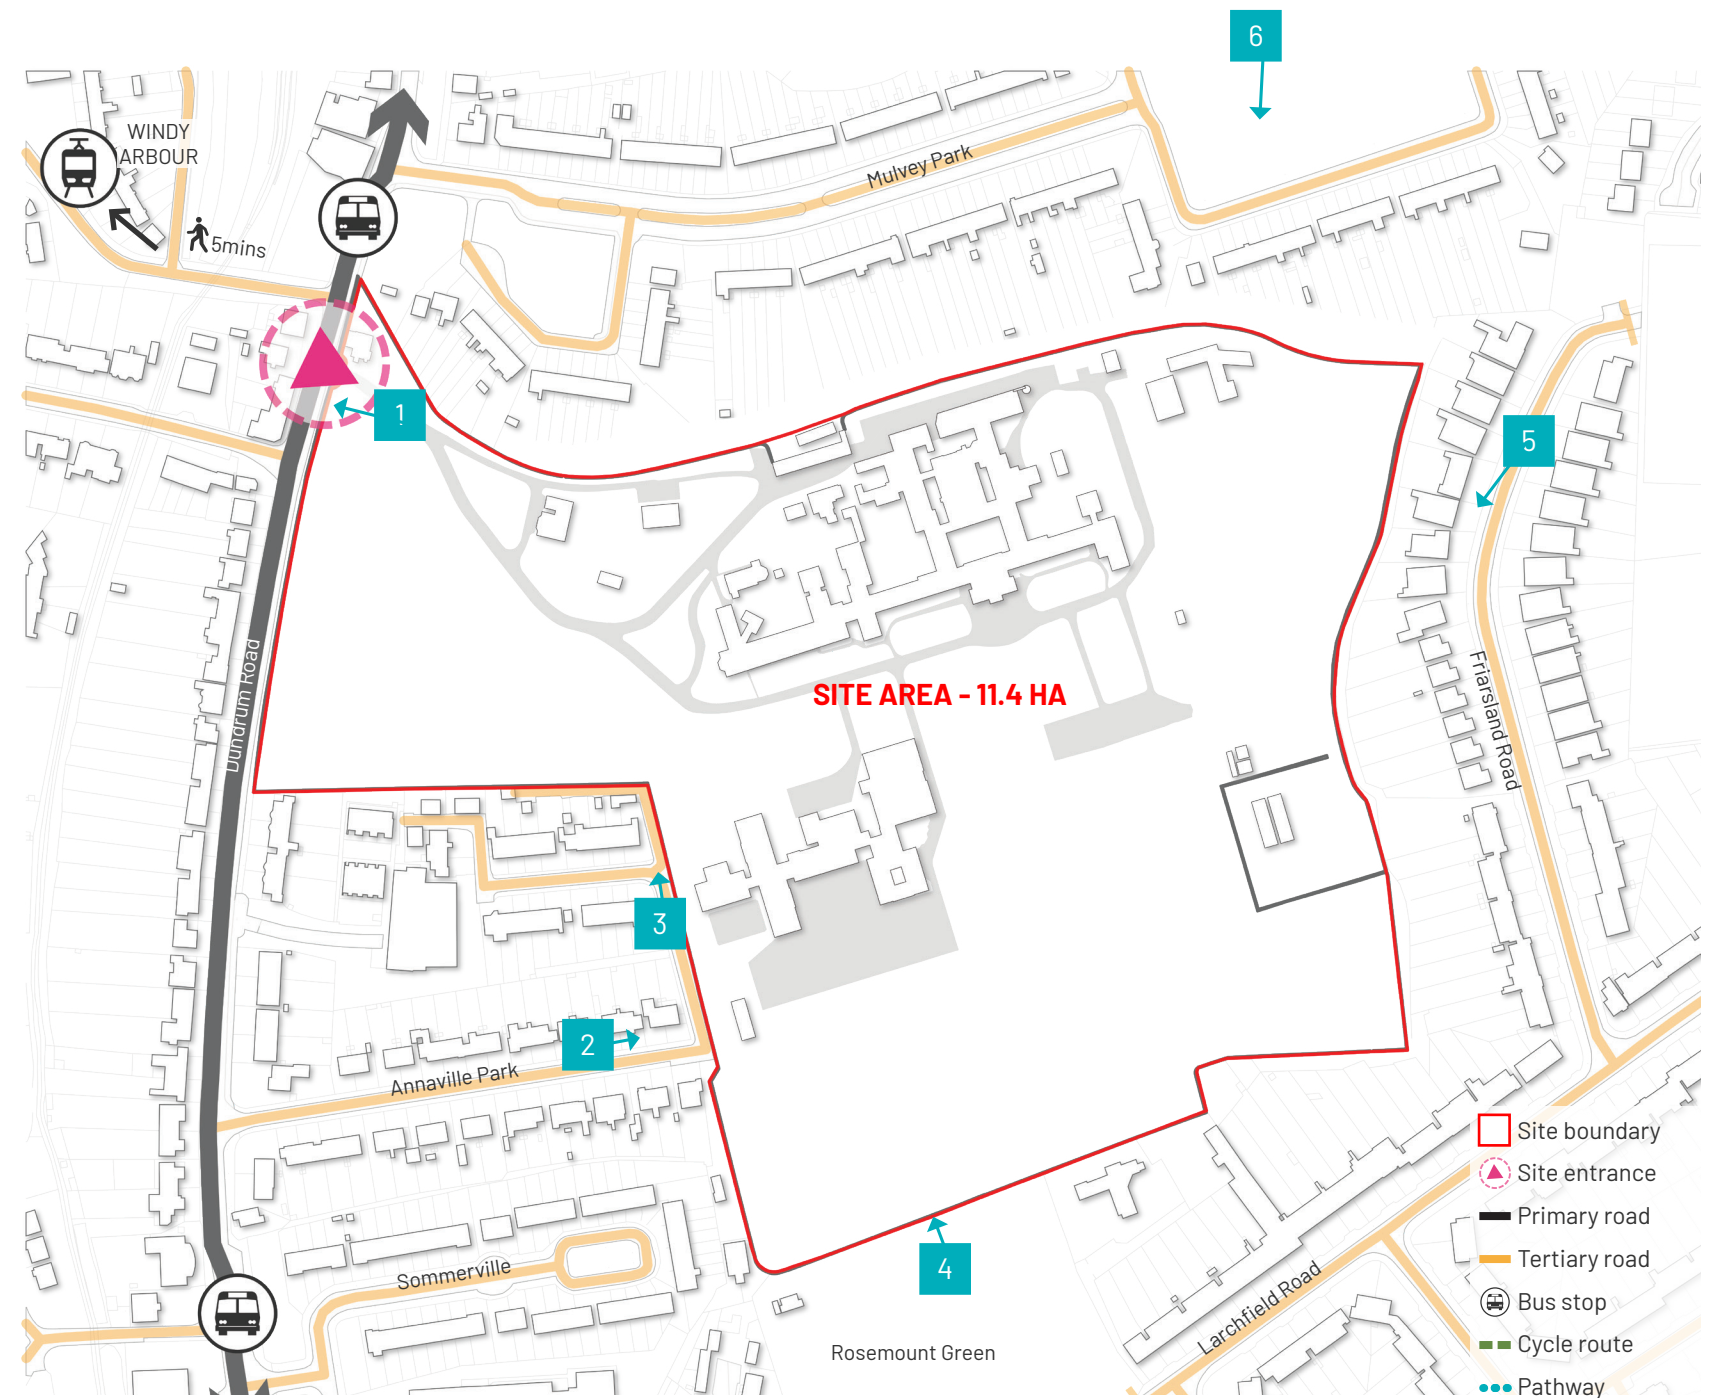 6
WINDY
ARBOUR
5mins
Mulvey Park
1
5
Dundrum Road
SITE AREA - 11.4 HA
Friarsland Road
3
2
Annaville Park
4
Sommerville
Rosemount Green
Larchfield Road
Site boundary
Site entrance
Primary road
Tertiary road
Bus stop
Cycle route
Pathway